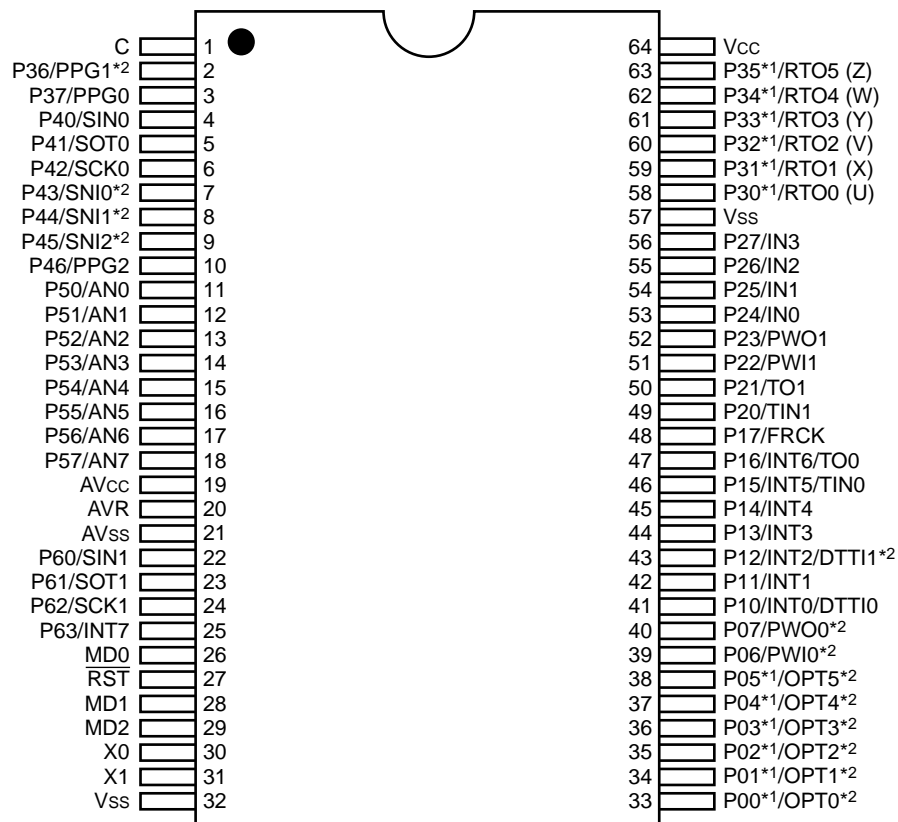 C 1 64 Vcc
P36/PPG1*2 2 63 P35*1/RTO5 (Z)
P37/PPG0 3 62 P34*1/RTO4 (W)
P40/SIN0 4 61 P33*1/RTO3 (Y)
P41/SOT0 5 60 P32*1/RTO2 (V)
P42/SCK0 6 59 P31*1/RTO1 (X)
P43/SNI0*2 7 58 P30*1/RTO0 (U)
P44/SNI1*2 8 57 Vss
P45/SNI2*2 9 56 P27/IN3
P46/PPG2 10 55 P26/IN2
P50/AN0 11 54 P25/IN1
P51/AN1 12 53 P24/IN0
P52/AN2 13 52 P23/PWO1
P53/AN3 14 51 P22/PWI1
P54/AN4 15 50 P21/TO1
P55/AN5 16 49 P20/TIN1
P56/AN6 17 48 P17/FRCK
P57/AN7 18 47 P16/INT6/TO0
AVcc 19 46 P15/INT5/TIN0
AVR 20 45 P14/INT4
AVss 21 44 P13/INT3
P60/SIN1 22 43 P12/INT2/DTTI1*2
P61/SOT1 23 42 P11/INT1
P62/SCK1 24 41 P10/INT0/DTTI0
P63/INT7 25 40 P07/PWO0*2
MD0 26 39 P06/PWI0*2
RST 27 38 P05*1/OPT5*2
MD1 28 37 P04*1/OPT4*2
MD2 29 36 P03*1/OPT3*2
X0 30 35 P02*1/OPT2*2
X1 31 34 P01*1/OPT1*2
Vss 32 33 P00*1/OPT0*2